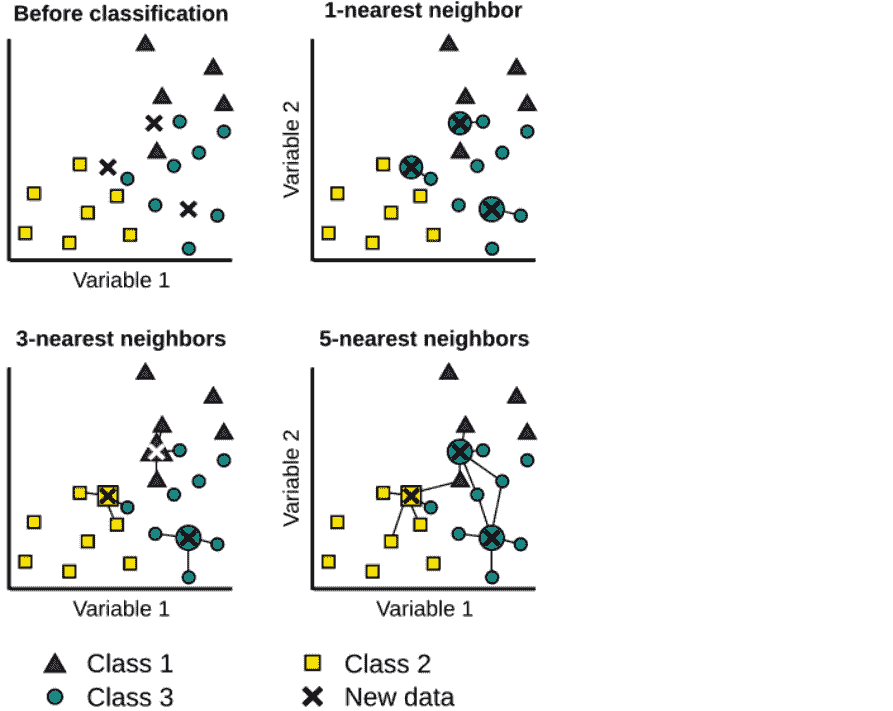 Before classification
1-nearest neighbor
Variable 2
Variable 1
3-nearest neighbors
5-nearest neighbors
Variable 2
Variable 1
Variable 1
Class 1
Class 2
Class 3
New data